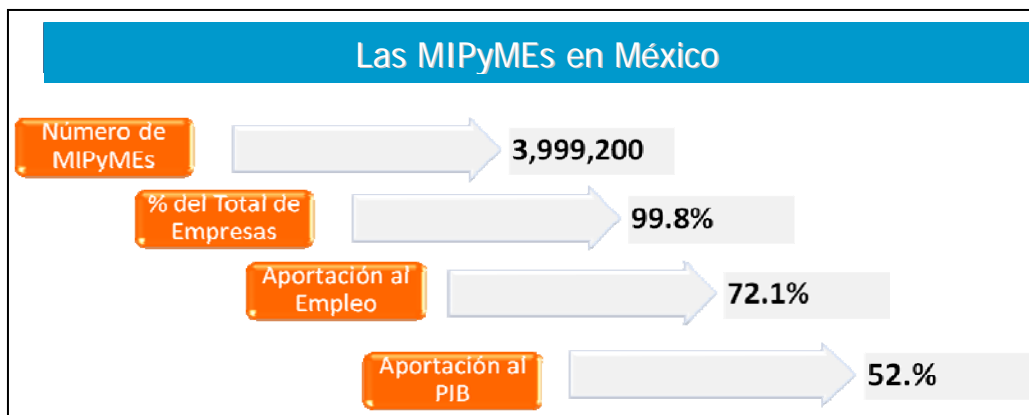 Las MIPyMEs en México
Número de
MIPyMEs
3,999,200
% del Total de
Empresas
99.8%
Aportación al
Empleo
72.1%
Aportación al
PIB
52.%